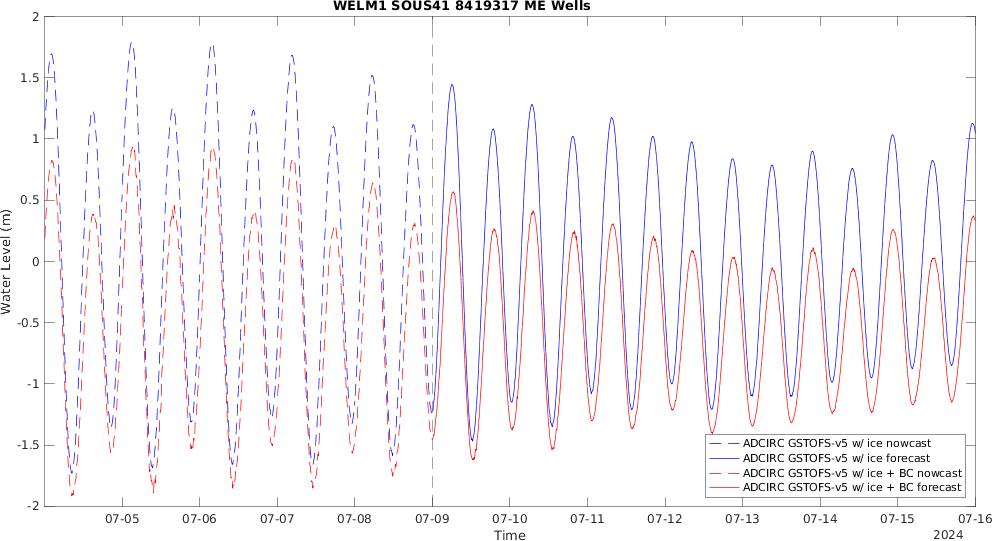 WELM1 SOUS41 8419317 ME Wells
2
1.5
1
0.5
0
-0.5
-1
-1.5
-2
Water Level (m)
ADCIRC GSTOFS-v5 w/ ice nowcast
ADCIRC GSTOFS-v5 w/ ice forecast
ADCIRC GSTOFS-v5 w/ ice + BC nowcast
ADCIRC GSTOFS-v5 w/ ice + BC forecast
07-05 07-06 07-07 07-08 07-09 07-10 07-11 07-12 07-13 07-14 07-15 07-16
Time
2024